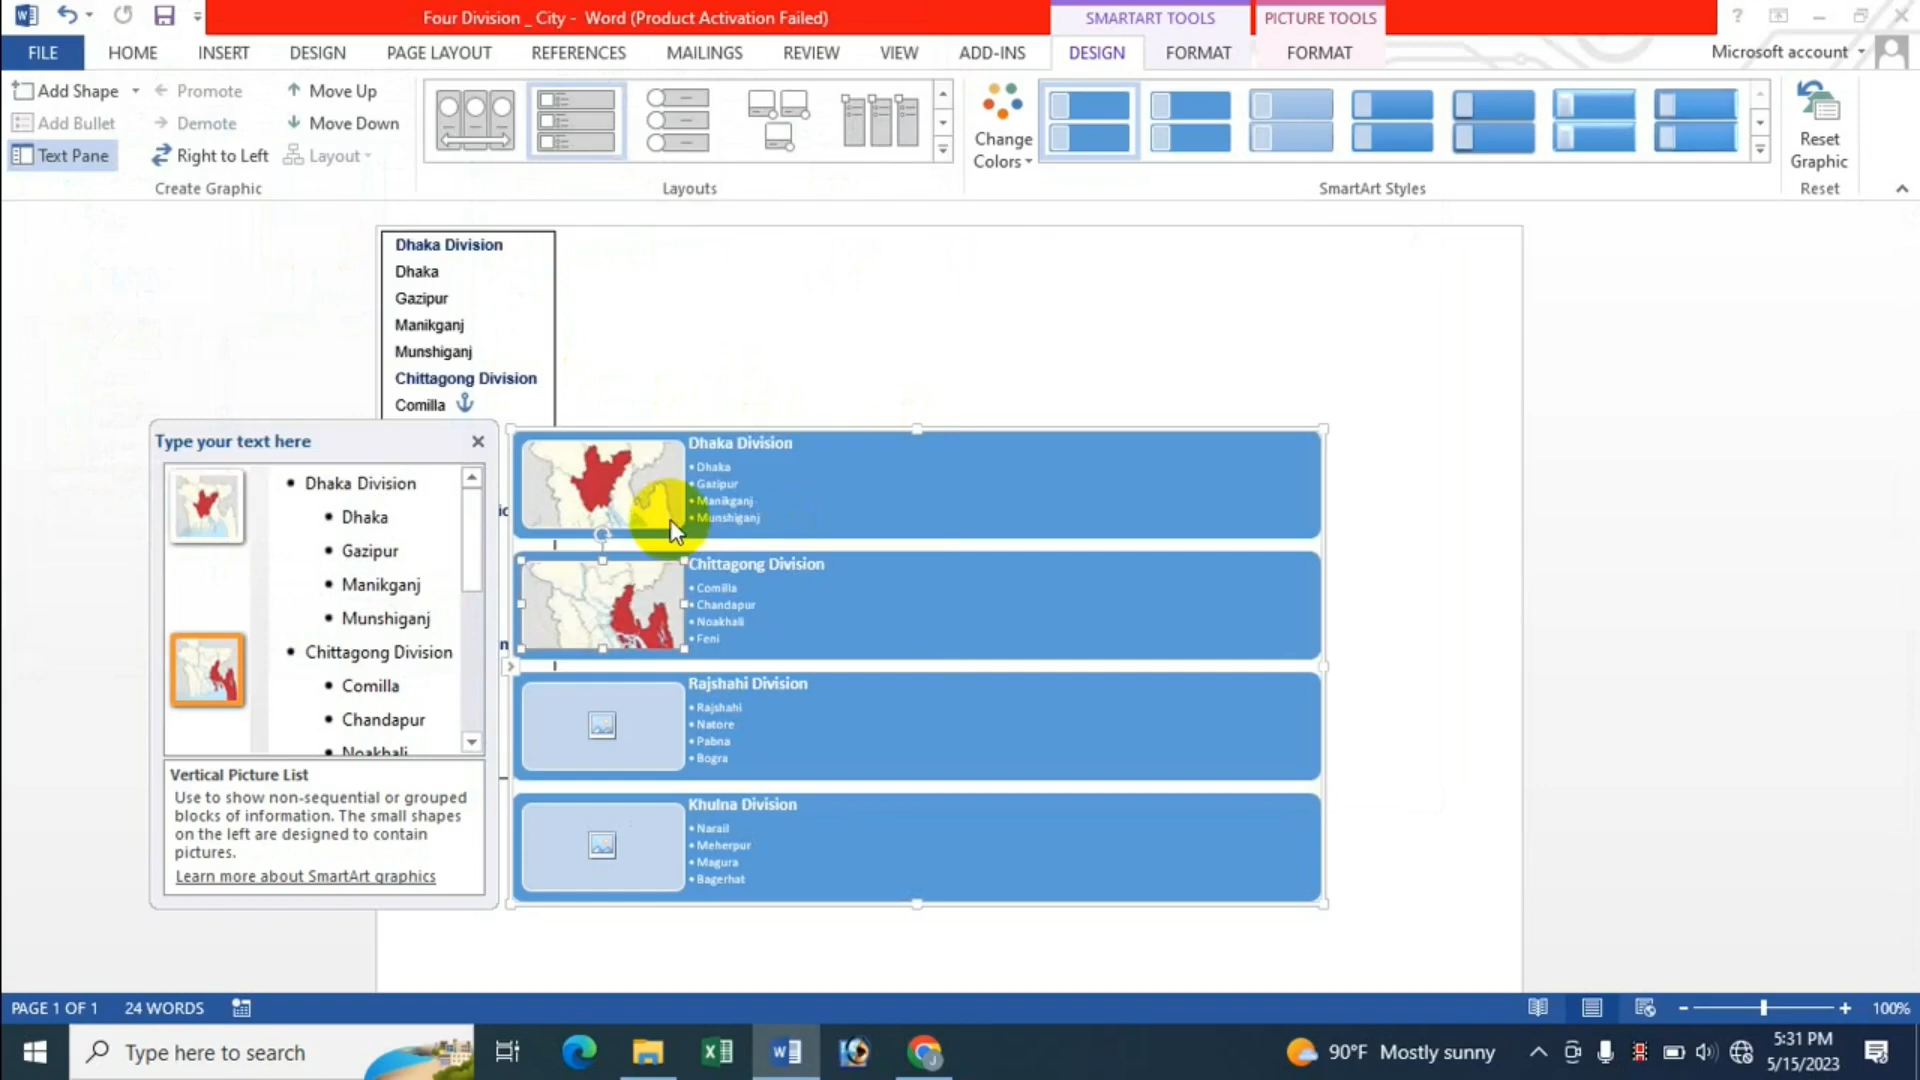 Four Division _ City - Word (Product Activation Failed)
SMARTART TOOLS
PICTURE TOOLS
?
FILE
HOME
INSERT
DESIGN
PAGE LAYOUT
REFERENCES
MAILINGS
REVIEW
VIEW
ADD-INS
DESIGN
FORMAT
FORMAT
Microsoft account
Add Shape
Promote
Move Up
Add Bullet
Demote
Move Down
Text Pane
Right to Left
Layout
Create Graphic
Layouts
Change
Colors
SmartArt Styles
Reset
Graphic
Reset
Dhaka Division
Dhaka
Gazipur
Manikganj
Munshiganj
Chittagong Division
Comilla
Type your text here
• Dhaka Division
• Dhaka
• Gazipur
• Manikganj
• Munshiganj
• Chittagong Division
• Comilla
• Chandapur
• Noakhali
Vertical Picture List
Use to show non-sequential or grouped
blocks of information. The small shapes
on the left are designed to contain
pictures.
Learn more about SmartArt graphics
Dhaka Division
• Dhaka
• Gazipur
• Manikganj
• Munshiganj
Chittagong Division
• Comilla
• Chandapur
• Noakhali
• Feni
Rajshahi Division
• Rajshahi
• Natore
• Pabna
• Bogra
Khulna Division
• Narail
• Meherpur
• Magura
• Bagerhat
PAGE 1 OF 1
24 WORDS
100%
Type here to search
90°F Mostly sunny
5:31 PM
5/15/2023